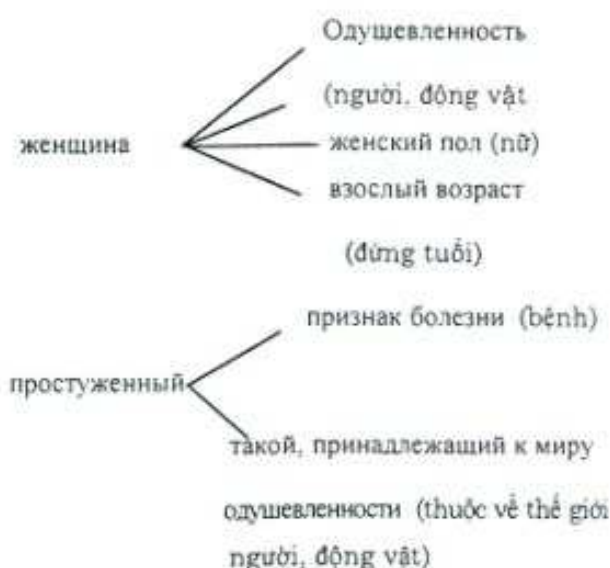 Одушевленность
(người, động vật
женщина
женский пол (nữ)
взослый возраст
(đứng tuổi)
признак болезни (bệnh)
простуженный
такой, принадлежащий к миру
одушевленности (thuộc về thế giới
người, động vật)